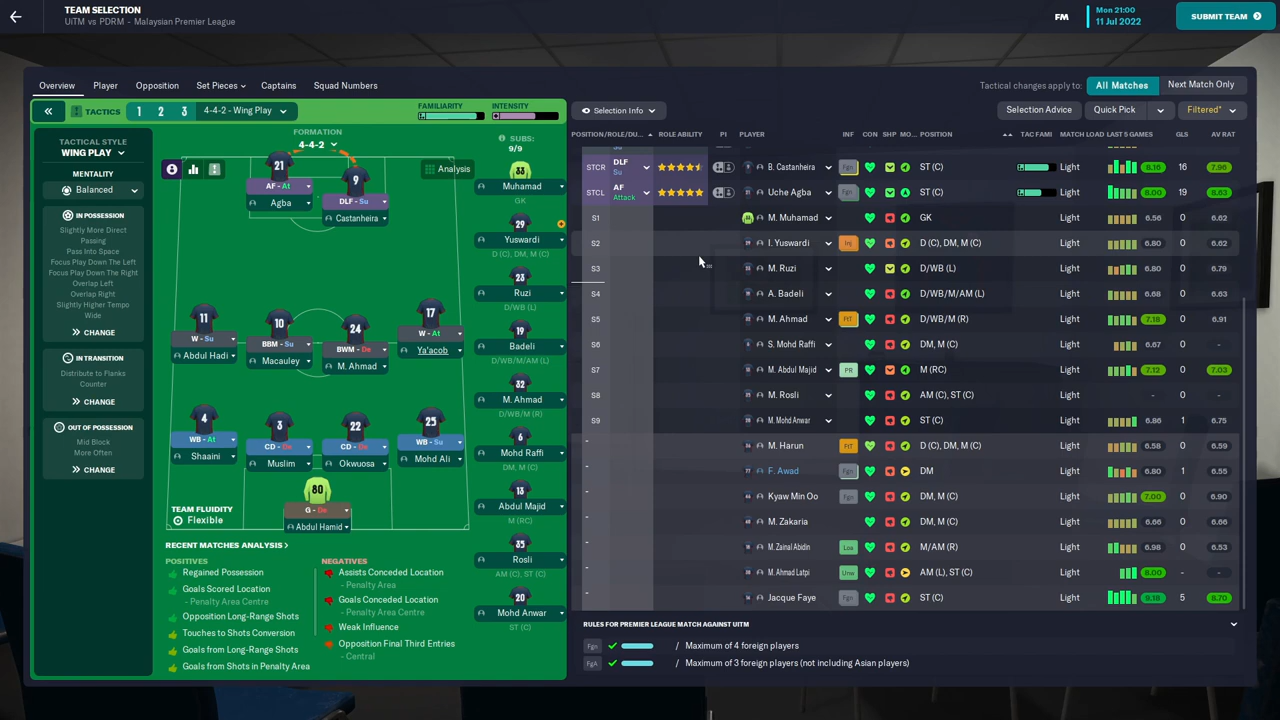 TEAM SELECTION
UiTM vs PDRM - Malaysian Premier League
FM
Mon 21:00
11 Jul 2022
SUBMIT TEAM
Overview Player Opposition Set Pieces Captains Squad Numbers
Tactical changes apply to: All Matches Next Match Only
TACTICS 1 2 3 4-4-2 - Wing Play FAMILIARITY INTENSITY
Selection Info Selection Advice Quick Pick Filtered*
TACTICAL STYLE
WING PLAY
MENTALITY
Balanced
IN POSSESSION
Slightly More Direct
Passing
Pass Into Space
Focus Play Down The Left
Focus Play Down The Right
Overlap Left
Overlap Right
Slightly Higher Tempo
Wide
CHANGE
IN TRANSITION
Distribute to Flanks
Counter
CHANGE
OUT OF POSSESSION
Mid Block
More Often
CHANGE
FORMATION
4-4-2
Analysis
21
AF - At
Agba
9
DLF - Su
Castanheira
11
W - Su
Abdul Hadi
10
BBM - Su
Macauley
24
BWM - De
M. Ahmad
17
W - At
Ya'acob
4
WB - At
Shaaini
3
CD - De
Muslim
22
CD - De
Okwuosa
25
WB - Su
Mohd Ali
80
G - De
Abdul Hamid
TEAM FLUIDITY
Flexible
SUBS:
9/9
33
Muhamad
GK
29
Yuswardi
D (C), DM, M (C)
23
Ruzi
D/WB (L)
19
Badeli
D/WB/M/AM (L)
32
M. Ahmad
D/WB/M (R)
6
Mohd Raffi
DM, M (C)
13
Abdul Majid
M (RC)
35
Rosli
AM (C), ST (C)
20
Mohd Anwar
ST (C)
RECENT MATCHES ANALYSIS
POSITIVES
Regained Possession
Goals Scored Location
- Penalty Area Centre
Opposition Long-Range Shots
Touches to Shots Conversion
Goals from Long-Range Shots
Goals from Shots in Penalty Area
NEGATIVES
Assists Conceded Location
- Penalty Area
Goals Conceded Location
- Penalty Area Centre
Weak Influence
Opposition Final Third Entries
- Central
POSITION/ROLE/DU... ROLE ABILITY PI PLAYER INF CON SHP MO... POSITION TAC FAMI MATCH LOAD LAST 5 GAMES GLS AV RAT
STCR DLF Su B. Castanheira Fgn ST (C) Light 8.16 16 7.96
STCL AF Attack Uche Agba Fgn ST (C) Light 8.00 19 8.63
S1 M. Muhamad GK Light 6.56 0 6.62
S2 I. Yuswardi Inj D (C), DM, M (C) Light 6.80 0 6.62
S3 M. Ruzi D/WB (L) Light 6.80 0 6.79
S4 A. Badeli D/WB/M/AM (L) Light 6.68 0 6.63
S5 M. Ahmad FIT D/WB/M (R) Light 7.18 0 6.91
S6 S. Mohd Raffi DM, M (C) Light 6.67 0 -
S7 M. Abdul Majid PR M (RC) Light 7.12 0 7.03
S8 M. Rosli AM (C), ST (C) Light - 0 -
S9 M. Mohd Anwar ST (C) Light 6.86 1 6.75
- M. Harun FIT D (C), DM, M (C) Light 6.58 0 6.59
- F. Awad Fgn DM Light 6.80 1 6.55
- Kyaw Min Oo DM, M (C) Light 7.00 0 6.90
- M. Zakaria DM, M (C) Light 6.66 0 6.66
- M. Zainal Abidin Loa M/AM (R) Light 6.98 0 6.53
- M. Ahmad Latpi Unw AM (L), ST (C) Light 8.00 - -
- Jacque Faye Fgn ST (C) Light 9.18 5 8.70
RULES FOR PREMIER LEAGUE MATCH AGAINST UITM
Fgn / Maximum of 4 foreign players
FgA / Maximum of 3 foreign players (not including Asian players)